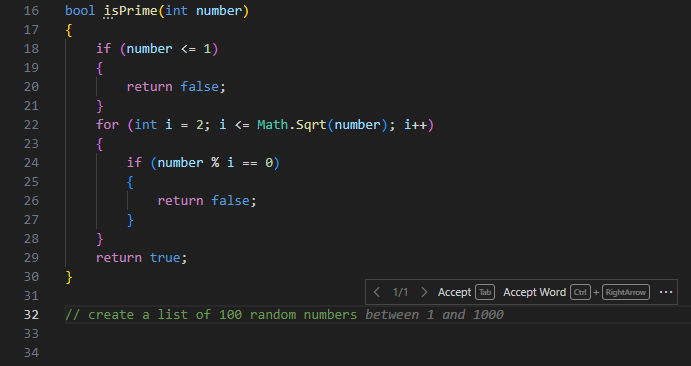 16 bool isPrime(int number)
17 {
18 if (number <= 1)
19 {
20 return false;
21 }
22 for (int i = 2; i <= Math.Sqrt(number); i++)
23 {
24 if (number % i == 0)
25 {
26 return false;
27 }
28 }
29 return true;
30 }
1/1 Accept Tab Accept Word Ctrl + RightArrow ...
31
32 // create a list of 100 random numbers between 1 and 1000
33
34